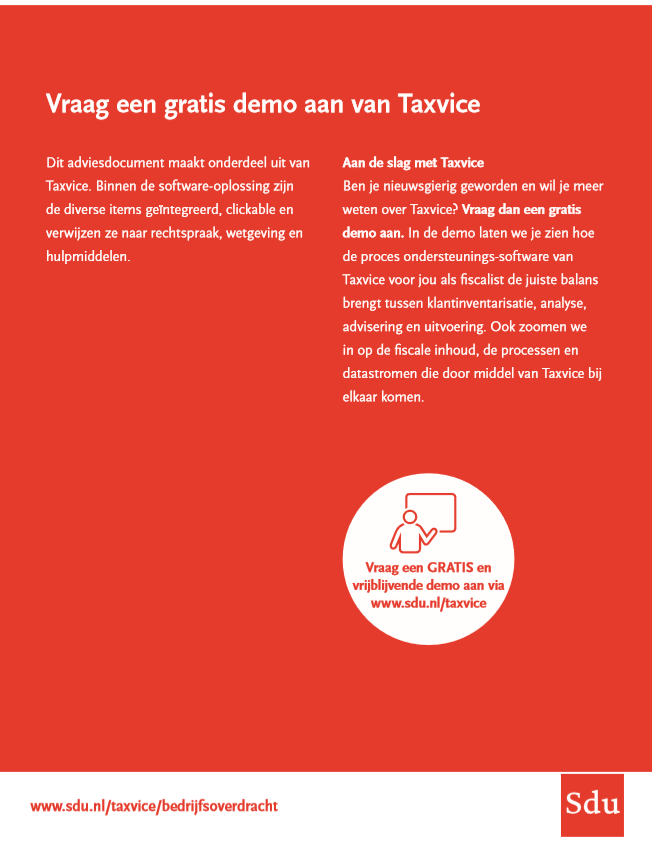 Vraag een gratis demo aan van Taxvice
Dit adviesdocument maakt onderdeel uit van
Taxvice. Binnen de software-oplossing zijn
de diverse items geïntegreerd, clickable en
verwijzen ze naar rechtspraak, wetgeving en
hulpmiddelen.
Aan de slag met Taxvice
Ben je nieuwsgierig geworden en wil je meer
weten over Taxvice? Vraag dan een gratis
demo aan. In de demo laten we je zien hoe
de proces ondersteunings-software van
Taxvice voor jou als fiscalist de juiste balans
brengt tussen klantinventarisatie, analyse,
advisering en uitvoering. Ook zoomen we
in op de fiscale inhoud, de processen en
datastromen die door middel van Taxvice bij
elkaar komen.
Vraag een GRATIS en
vrijblijvende demo aan via
www.sdu.nl/taxvice
www.sdu.nl/taxvice/bedrijfsoverdracht
Sdu